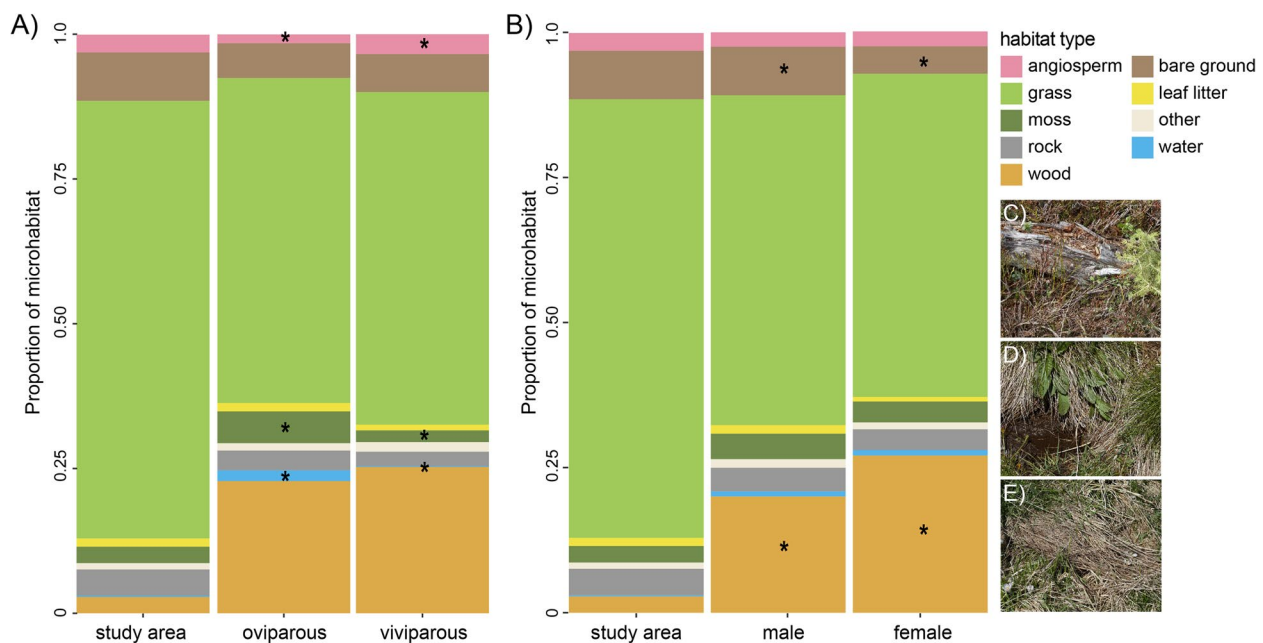 A)
Proportion of microhabitat
1.0
0.75
0.50
0.25
0
*
*
*
*
*
*
study area
oviparous
viviparous
B)
Proportion of microhabitat
1.0
0.75
0.50
0.25
0
*
*
*
*
study area
male
female
habitat type
angiosperm
bare ground
grass
leaf litter
moss
other
rock
water
wood
C)
D)
E)